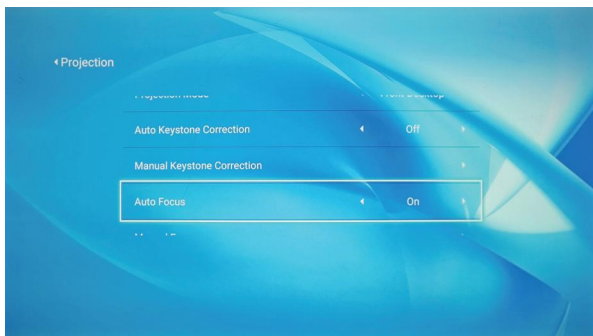 Projection
Auto Keystone Correction Off
Manual Keystone Correction
Auto Focus On